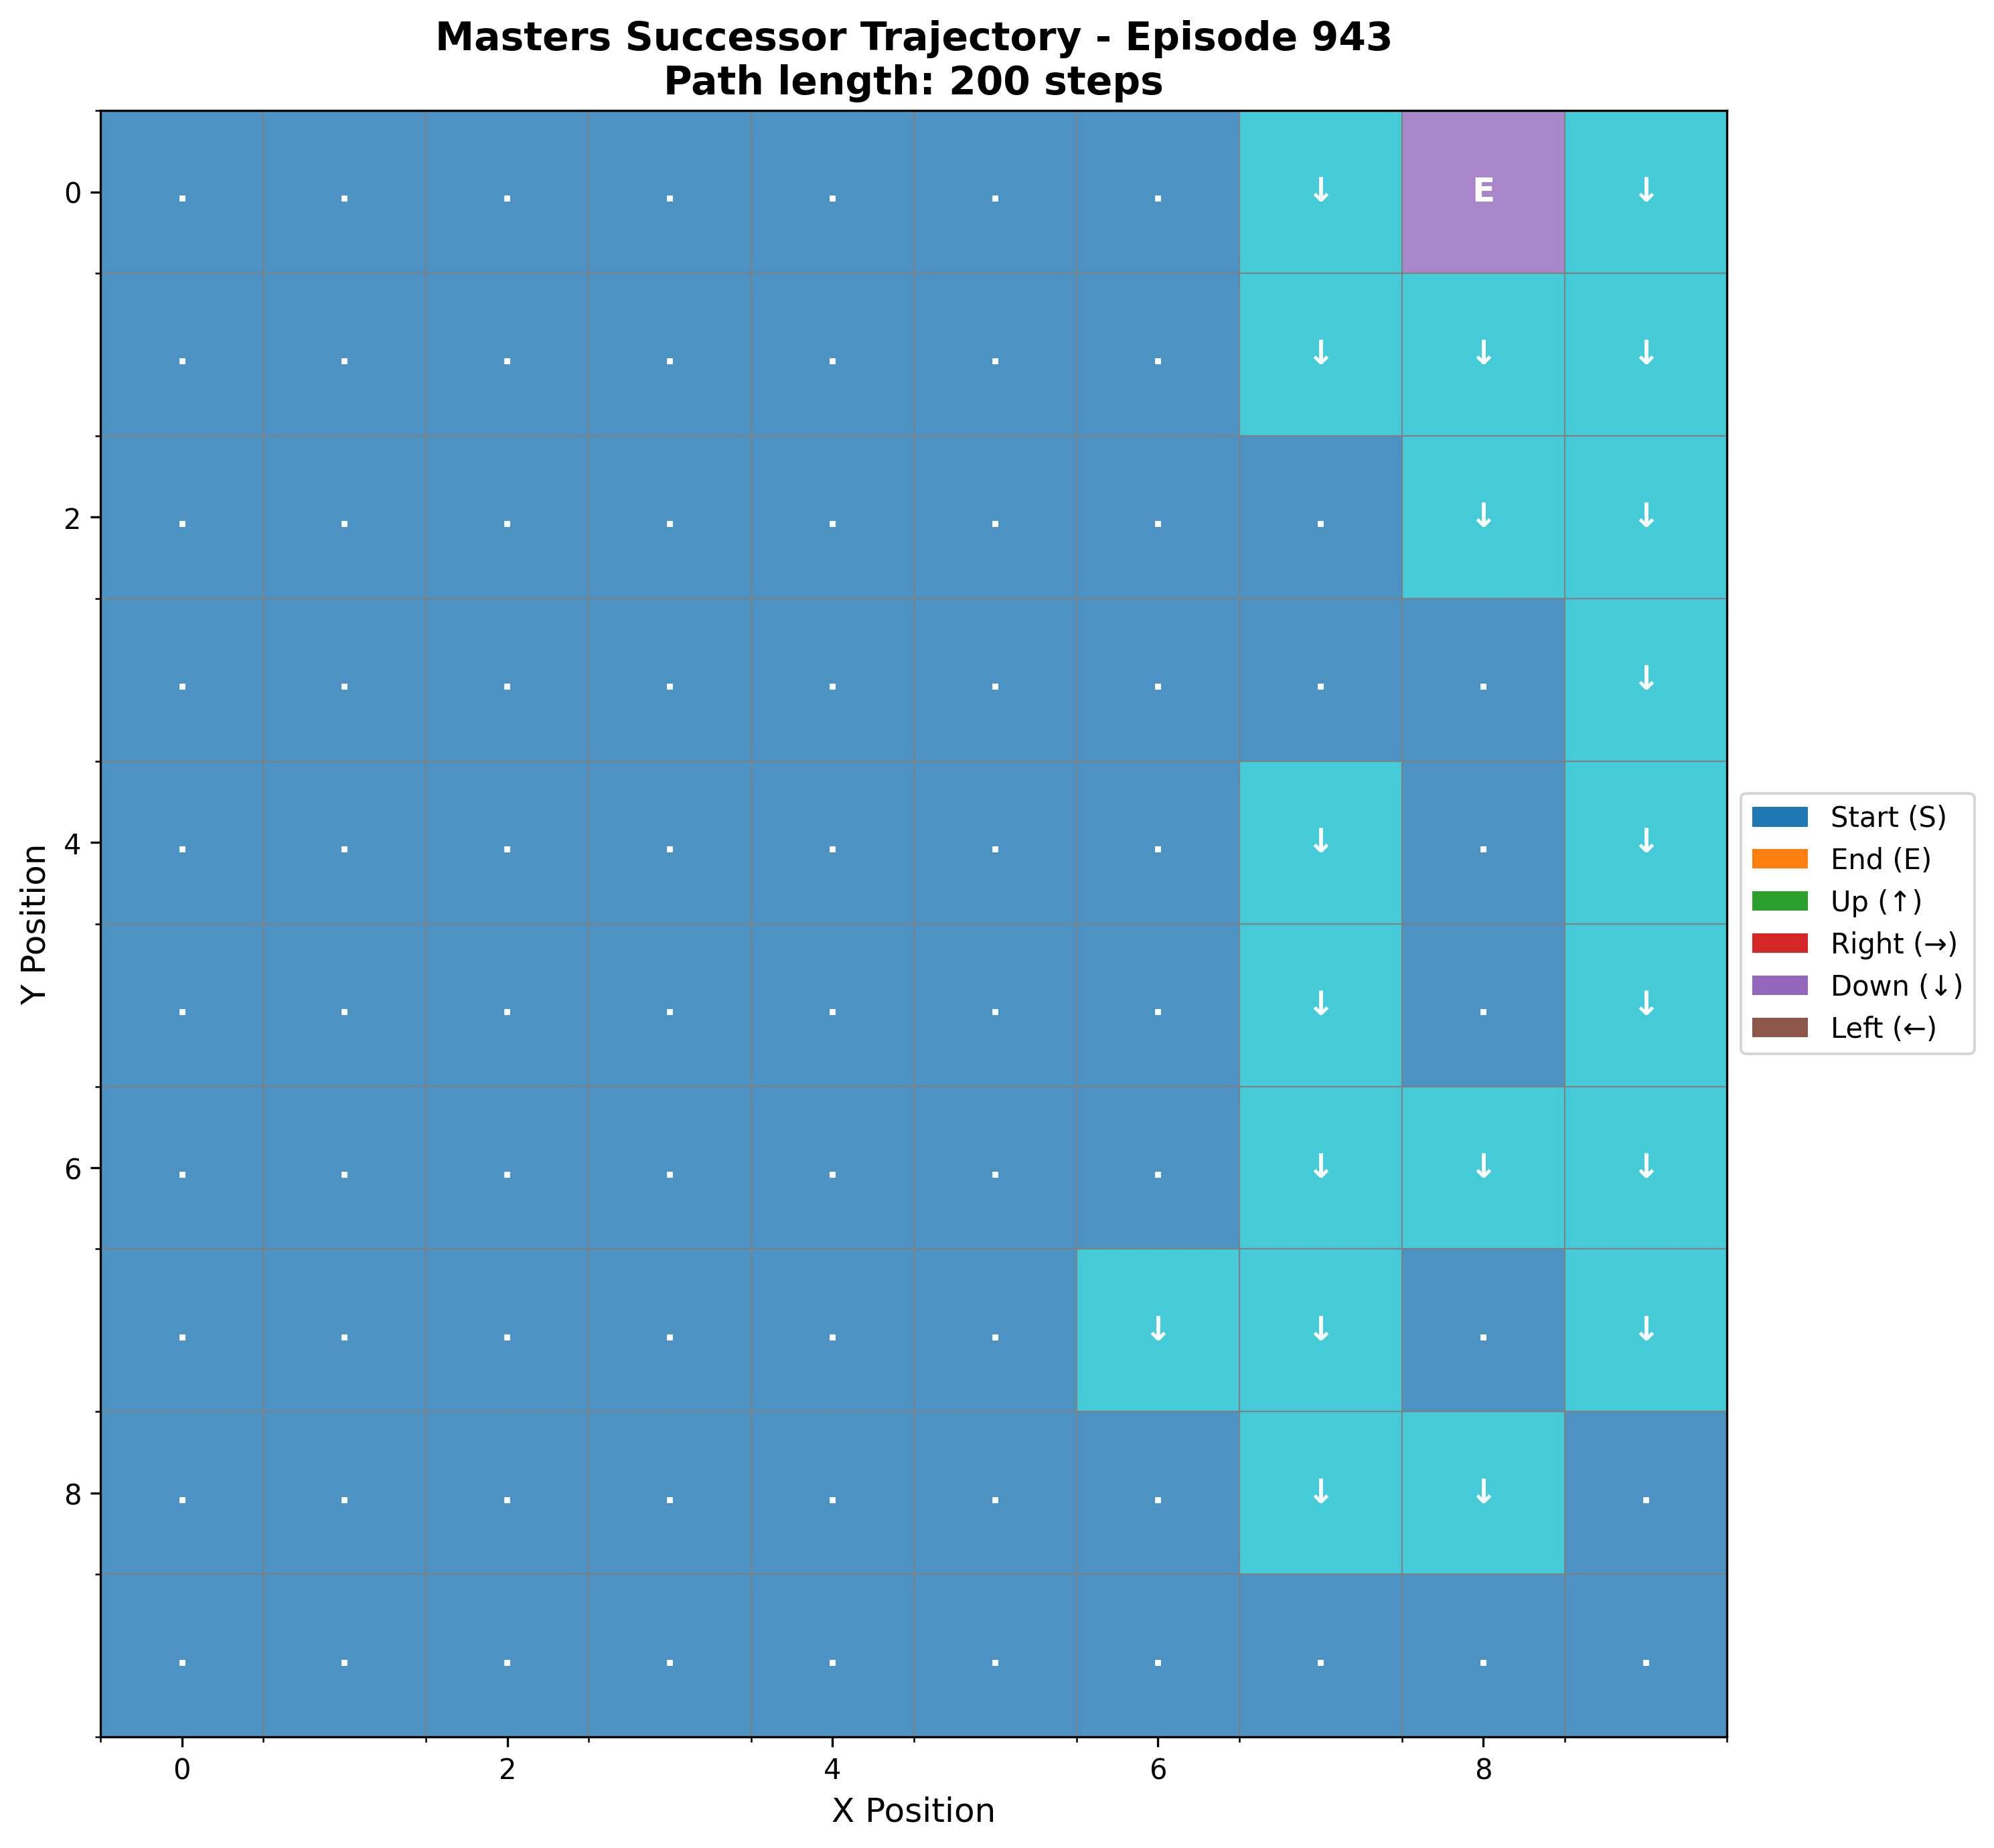 Masters Successor Trajectory - Episode 943
Path length: 200 steps
0 . . . . . . . ↓ E ↓
. . . . . . . ↓ ↓ ↓
2 . . . . . . . . ↓ ↓
. . . . . . . . . ↓
4 . . . . . . . ↓ . ↓
. . . . . . . ↓ . ↓
6 . . . . . . . ↓ ↓ ↓
. . . . . . ↓ ↓ . ↓
8 . . . . . . . ↓ ↓ .
. . . . . . . . . .
0 2 4 6 8
X Position
Y Position
Start (S)
End (E)
Up (↑)
Right (→)
Down (↓)
Left (←)